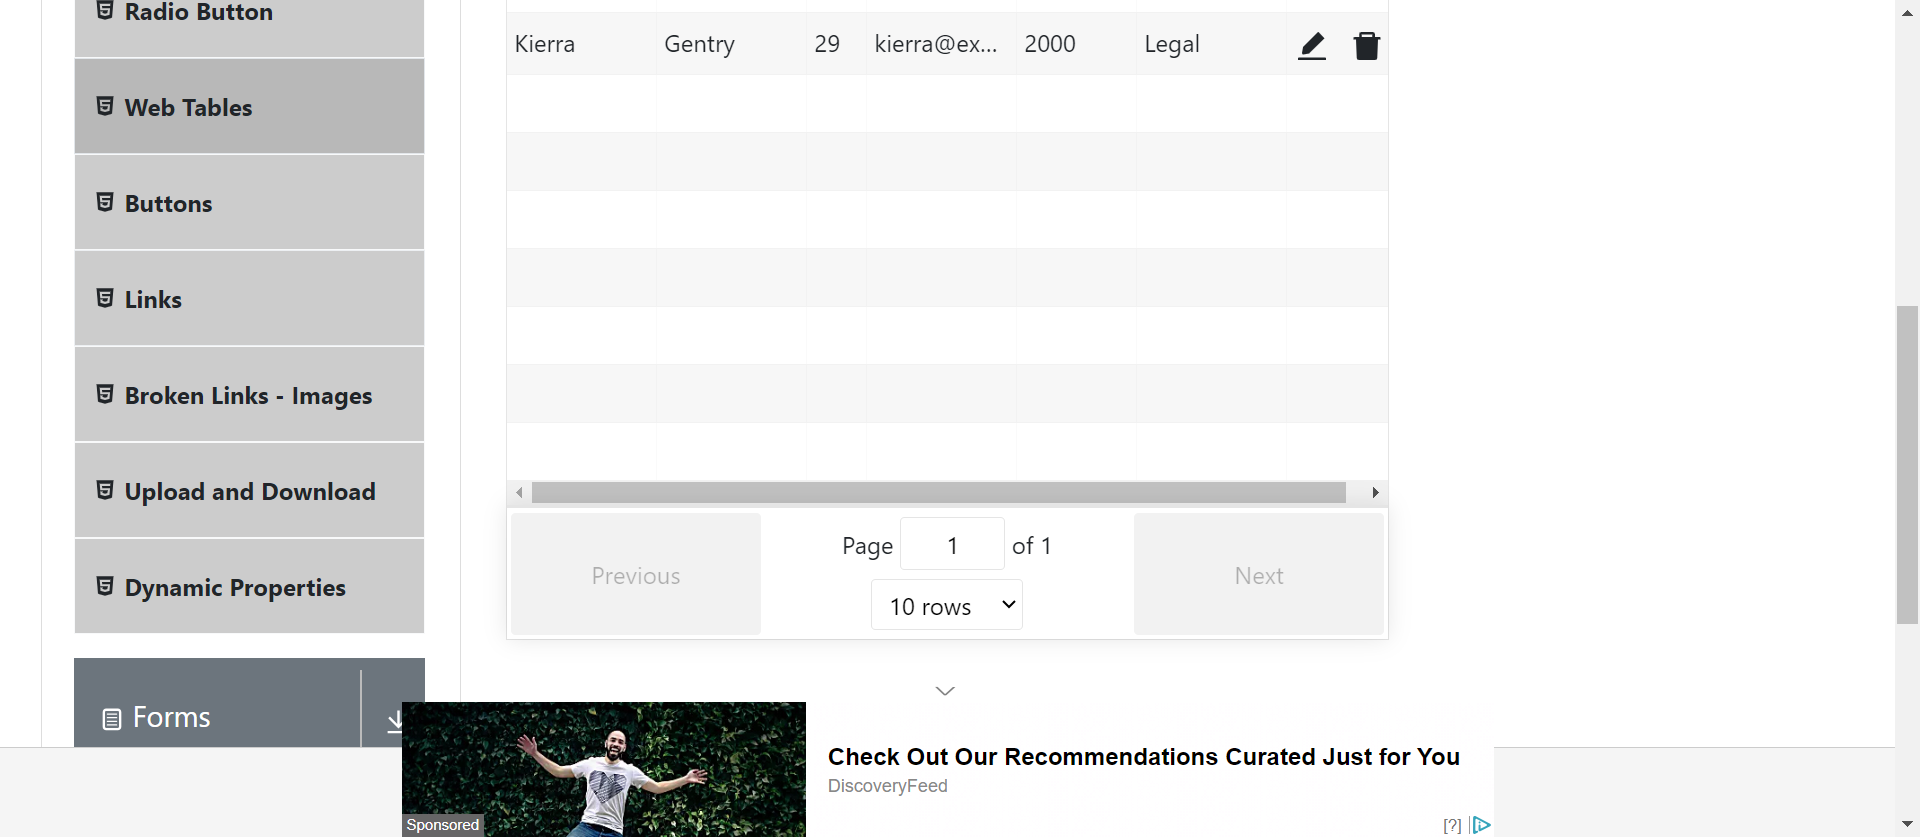 Radio Button
Web Tables
Buttons
Links
Broken Links - Images
Upload and Download
Dynamic Properties
Forms
Kierra Gentry 29 kierra@ex... 2000 Legal
Previous
Page 1 of 1
10 rows
Next
Sponsored
Check Out Our Recommendations Curated Just for You
DiscoveryFeed
[?]